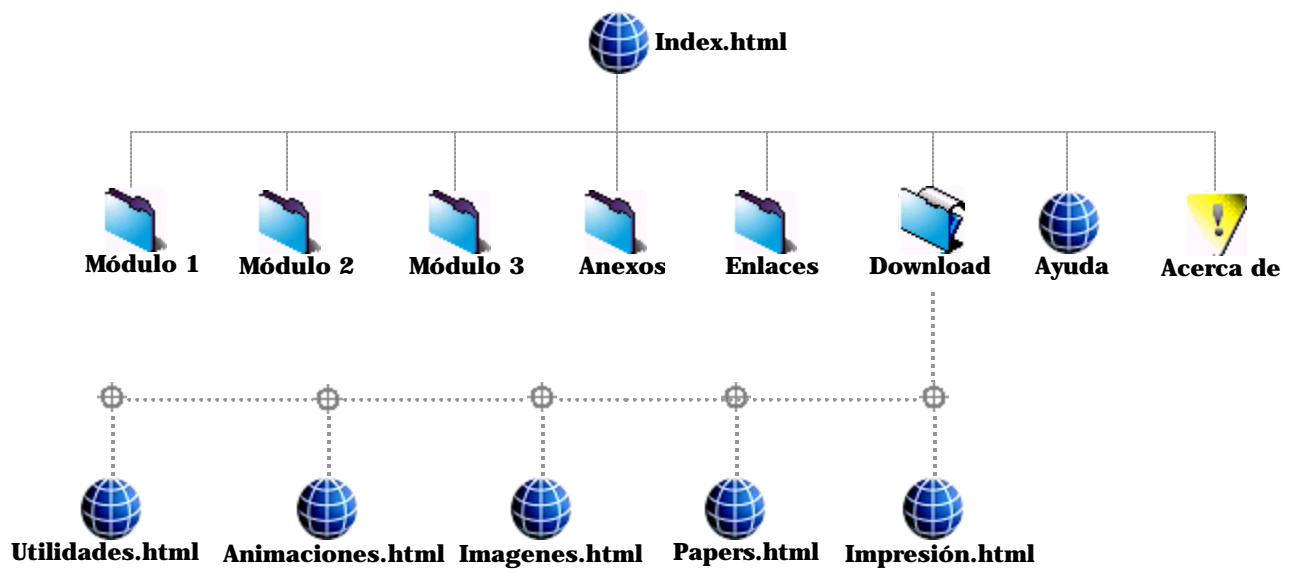 Index.html
Módulo 1
Módulo 2
Módulo 3
Anexos
Enlaces
Download
Ayuda
Acerca de
Utilidades.html
Animaciones.html
Imagenes.html
Papers.html
Impresión.html